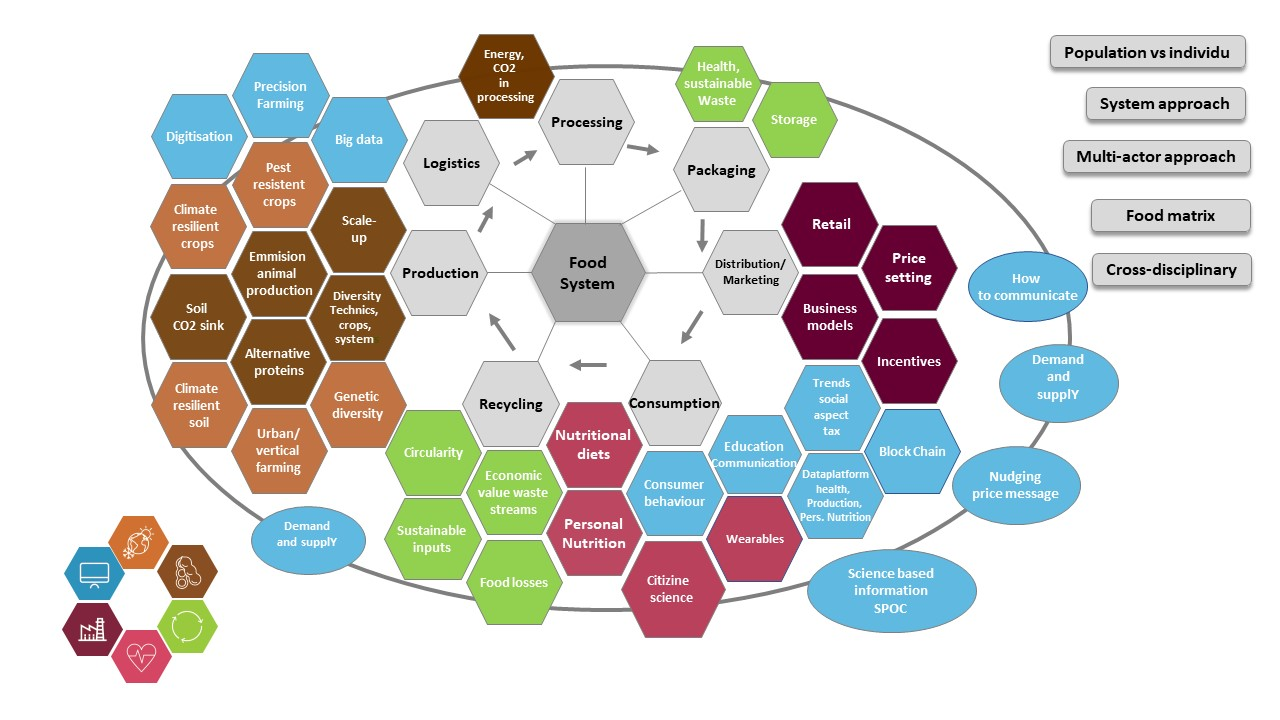 Energy,
CO2
in
processing
Health,
sustainable
Waste
Storage
Population vs individu
System approach
Multi-actor approach
Food matrix
Cross-disciplinary
Precision
Farming
Digitisation
Big data
Processing
Logistics
Packaging
Pest
resistent
crops
Climate
resilient
crops
Scale-
up
Retail
Price
setting
Emmision
animal
production
Production
Food
System
Distribution/
Marketing
Soil
CO2 sink
Diversity
Technics,
crops,
system
Business
models
How
to communicate
Alternative
proteins
Incentives
Demand
and
supplY
Climate
resilient
soil
Genetic
diversity
Recycling
Consumption
Trends
social
aspect
tax
Urban/
vertical
farming
Circularity
Nutritional
diets
Education
Communication
Block Chain
Economic
value waste
streams
Consumer
behaviour
Dataplatform
health,
Production,
Pers. Nutrition
Nudging
price message
Demand
and supplY
Sustainable
inputs
Personal
Nutrition
Wearables
Food losses
Citizine
science
Science based
information
SPOC